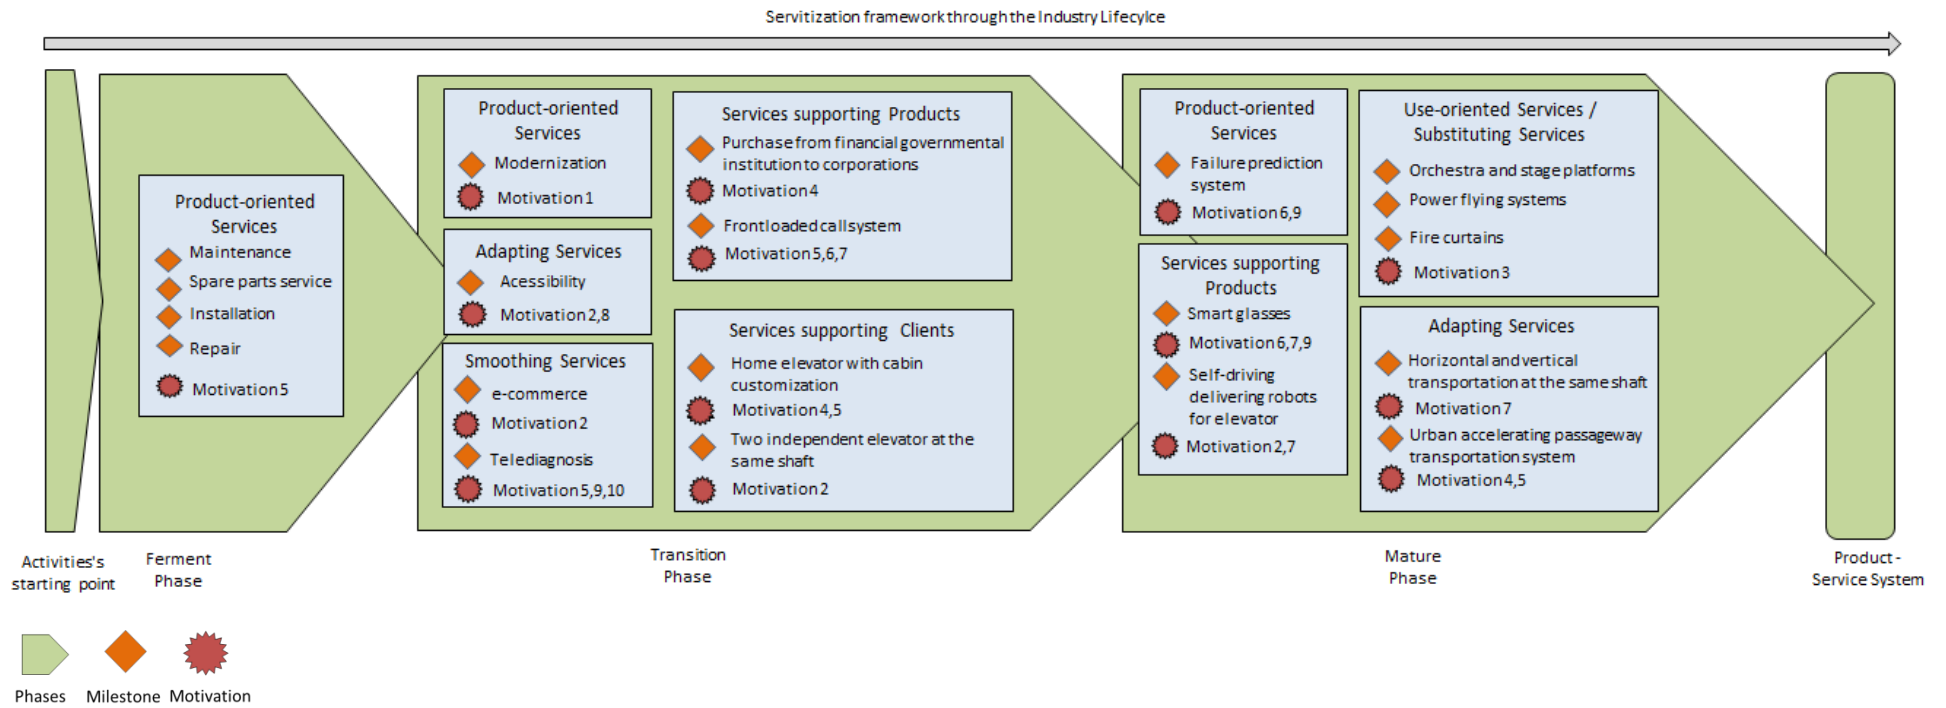 Servitization framework through the Industry Lifecylce
Product-oriented
Services
Maintenance
Spare parts service
Installation
Repair
Motivation 5
Product-oriented
Services
Modernization
Motivation 1
Adapting Services
Acessibility
Motivation 2,8
Smoothing Services
e-commerce
Motivation 2
Telediagnosis
Motivation 5,9,10
Services supporting Products
Purchase from financial governmental
institution to corporations
Motivation 4
Frontloaded call system
Motivation 5,6,7
Services supporting Clients
Home elevator with cabin
customization
Motivation 4,5
Two independent elevator at the
same shaft
Motivation 2
Product-oriented
Services
Failure prediction
system
Motivation 6,9
Services supporting
Products
Smart glasses
Motivation 6,7,9
Self-driving
delivering robots
for elevator
Motivation 2,7
Use-oriented Services /
Substituting Services
Orchestra and stage platforms
Power flying systems
Fire curtains
Motivation 3
Adapting Services
Horizontal and vertical
transportation at the same shaft
Motivation 7
Urban accelerating passageway
transportation system
Motivation 4,5
Activities's
starting point
Ferment
Phase
Transition
Phase
Mature
Phase
Product -
Service System
Phases
Milestone
Motivation